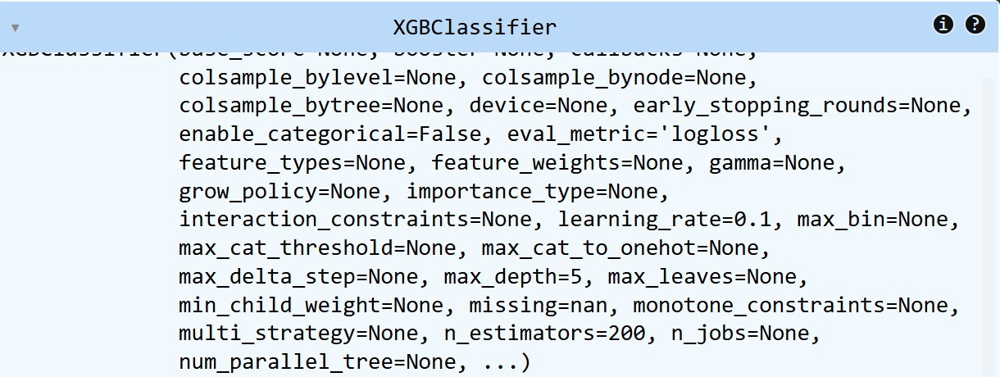 XGBClassifier
XGBClassifier(base_score=None, booster=None, callbacks=None,
colsample_bylevel=None, colsample_bynode=None,
colsample_bytree=None, device=None, early_stopping_rounds=None,
enable_categorical=False, eval_metric='logloss',
feature_types=None, feature_weights=None, gamma=None,
grow_policy=None, importance_type=None,
interaction_constraints=None, learning_rate=0.1, max_bin=None,
max_cat_threshold=None, max_cat_to_onehot=None,
max_delta_step=None, max_depth=5, max_leaves=None,
min_child_weight=None, missing=nan, monotone_constraints=None,
multi_strategy=None, n_estimators=200, n_jobs=None,
num_parallel_tree=None, ...)